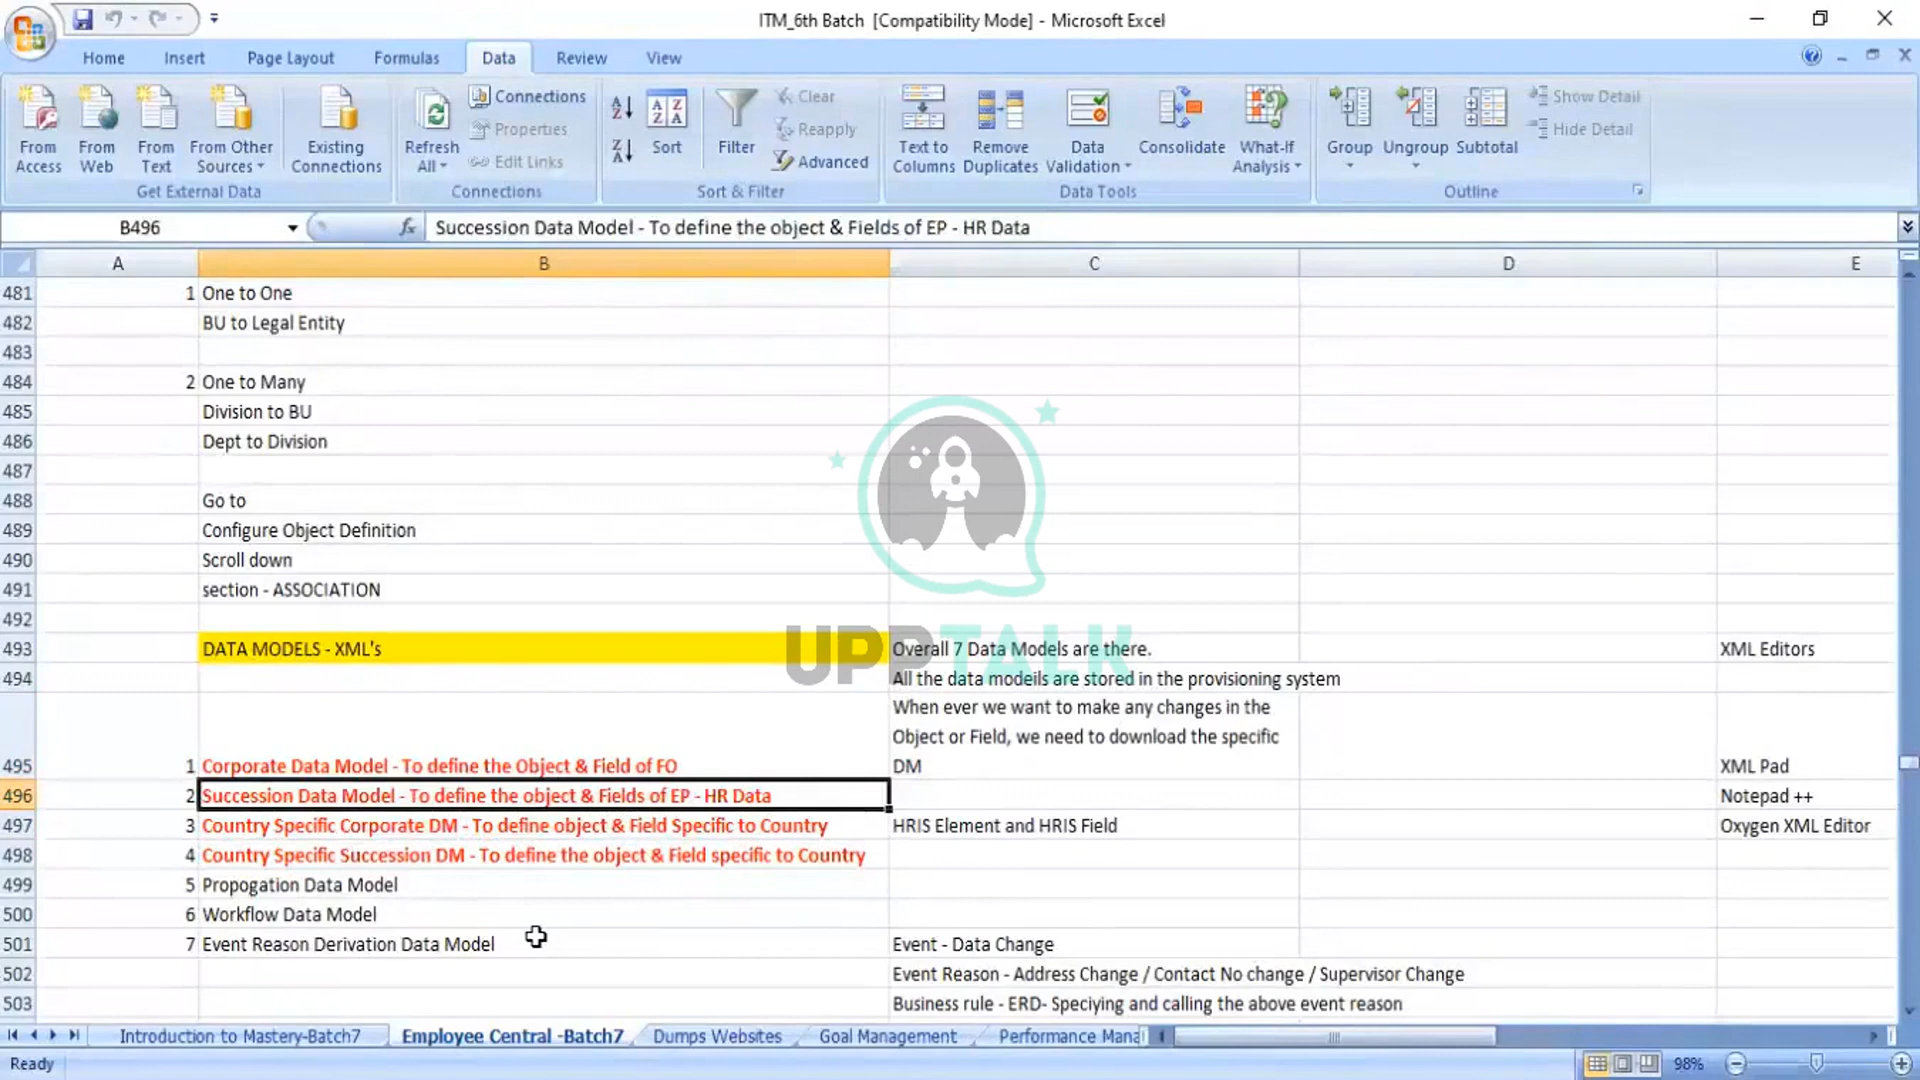 ITM_6th Batch [Compatibility Mode] - Microsoft Excel
Home Insert Page Layout Formulas Data Review View
From Access
From Web
From Text
From Other Sources
Existing Connections
Get External Data
Refresh All
Connections
Properties
Edit Links
Connections
Sort
Filter
Clear
Reapply
Advanced
Sort & Filter
Text to Columns
Remove Duplicates
Data Validation
Consolidate
What-If Analysis
Data Tools
Group
Ungroup
Subtotal
Show Detail
Hide Detail
Outline
B496 fx Succession Data Model - To define the object & Fields of EP - HR Data
A B C D E
481 1 One to One
482 BU to Legal Entity
483
484 2 One to Many
485 Division to BU
486 Dept to Division
487
488 Go to
489 Configure Object Definition
490 Scroll down
491 section - ASSOCIATION
492
493 DATA MODELS - XML's Overall 7 Data Models are there. XML Editors
494 All the data modeils are stored in the provisioning system
When ever we want to make any changes in the
Object or Field, we need to download the specific
495 1 Corporate Data Model - To define the Object & Field of FO DM XML Pad
496 2 Succession Data Model - To define the object & Fields of EP - HR Data Notepad ++
497 3 Country Specific Corporate DM - To define object & Field Specific to Country HRIS Element and HRIS Field Oxygen XML Editor
498 4 Country Specific Succession DM - To define the object & Field specific to Country
499 5 Propogation Data Model
500 6 Workflow Data Model
501 7 Event Reason Derivation Data Model Event - Data Change
502 Event Reason - Address Change / Contact No change / Supervisor Change
503 Business rule - ERD- Speciying and calling the above event reason
UPPTALK
Introduction to Mastery-Batch7 Employee Central -Batch7 Dumps Websites Goal Management Performance Mana
Ready 98%